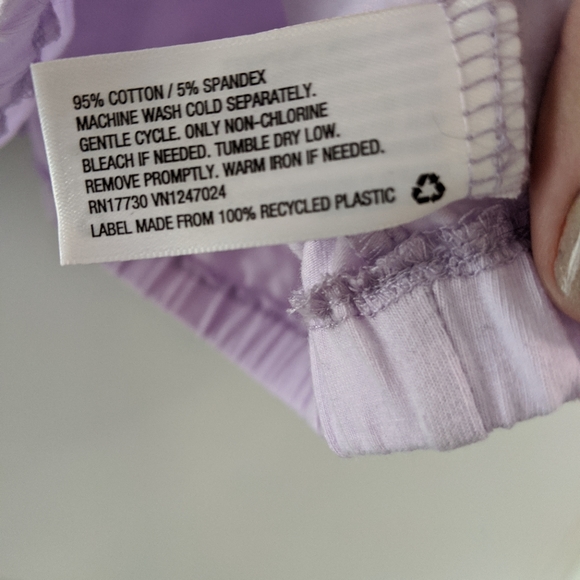 95% COTTON / 5% SPANDEX
MACHINE WASH COLD SEPARATELY.
GENTLE CYCLE. ONLY NON-CHLORINE
BLEACH IF NEEDED. TUMBLE DRY LOW.
REMOVE PROMPTLY. WARM IRON IF NEEDED.
RN17730 VN1247024
LABEL MADE FROM 100% RECYCLED PLASTIC